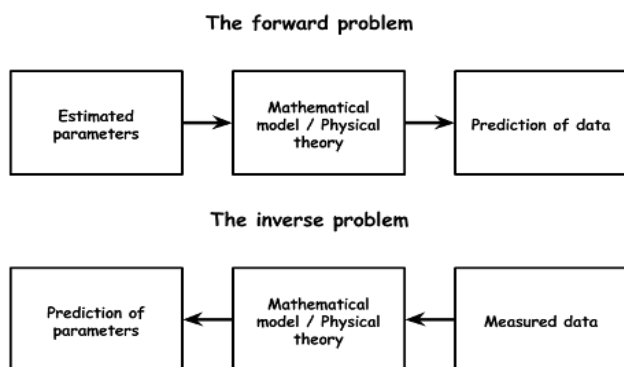 The forward problem
Estimated
parameters
Mathematical
model / Physical
theory
Prediction of data
The inverse problem
Prediction of
parameters
Mathematical
model / Physical
theory
Measured data